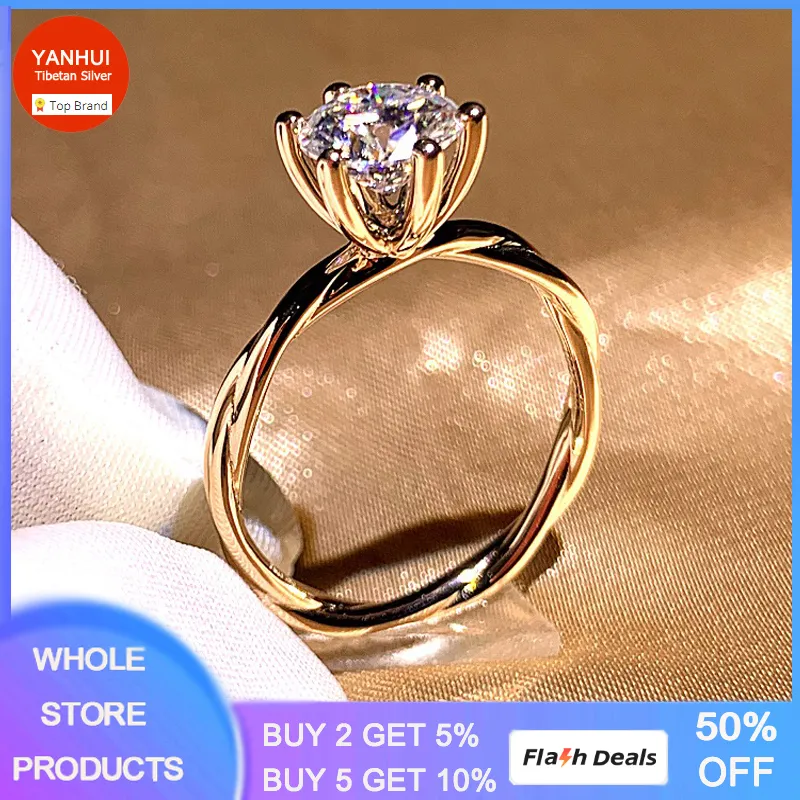 YANHUI
Tibetan Silver
Top Brand
WHOLE
STORE
PRODUCTS
BUY 2 GET 5%
BUY 5 GET 10%
Flash Deals
50%
OFF